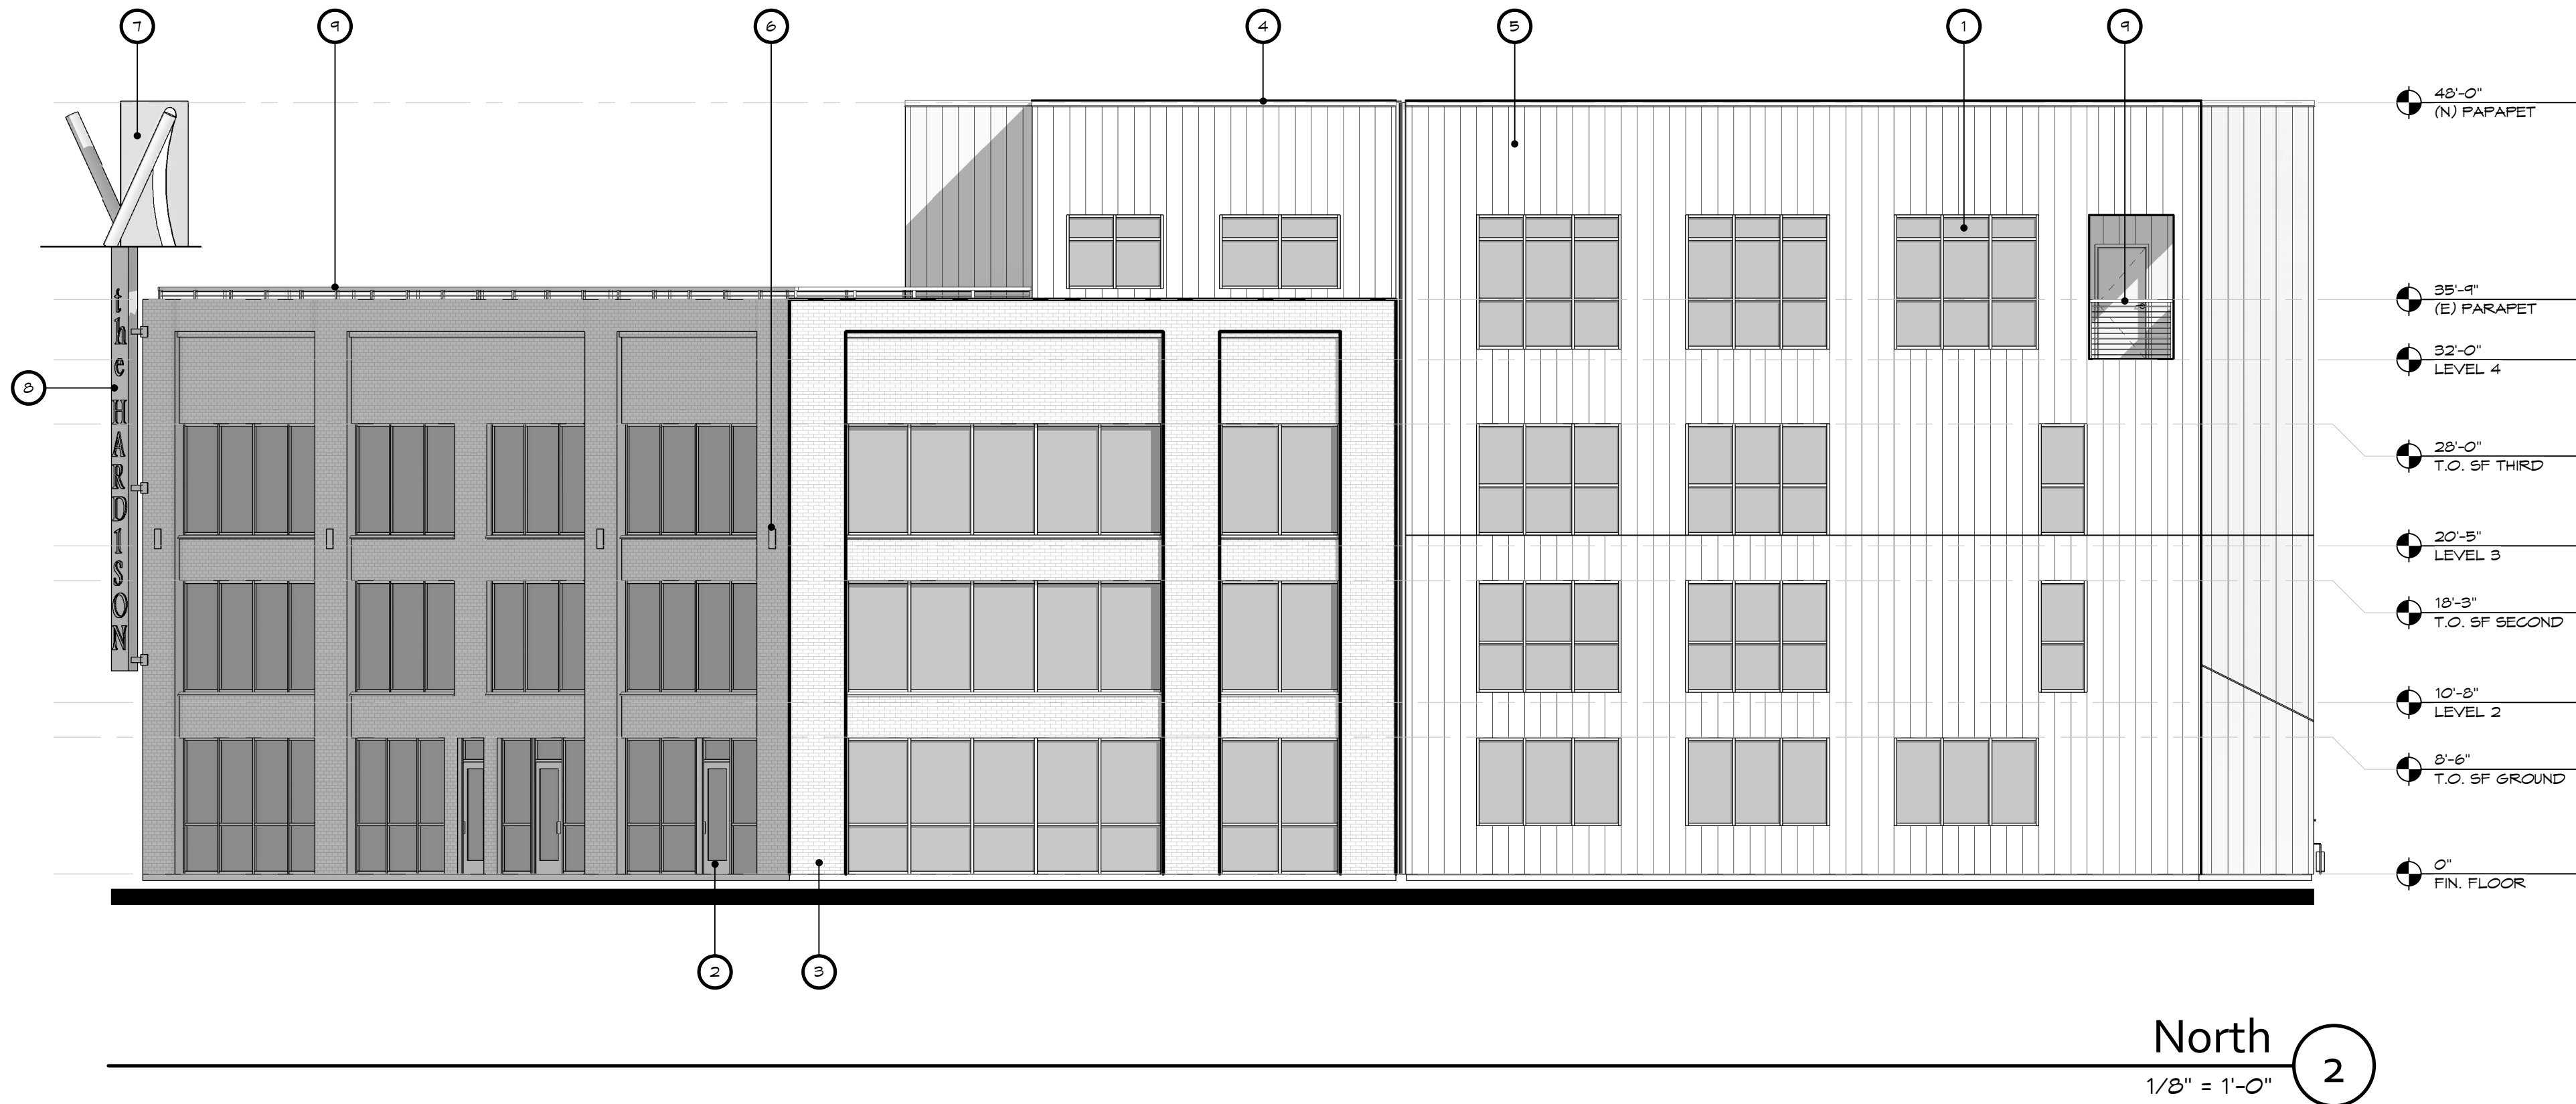 7
9
6
4
5
1
9
48'-0"
(N) PAPAPET
35'-9"
(E) PARAPET
the HARD1SON
8
32'-0"
LEVEL 4
28'-0"
T.O. SF THIRD
20'-5"
LEVEL 3
18'-3"
T.O. SF SECOND
10'-8"
LEVEL 2
8'-6"
T.O. SF GROUND
0"
FIN. FLOOR
2
3
North
2
1/8" = 1'-0"